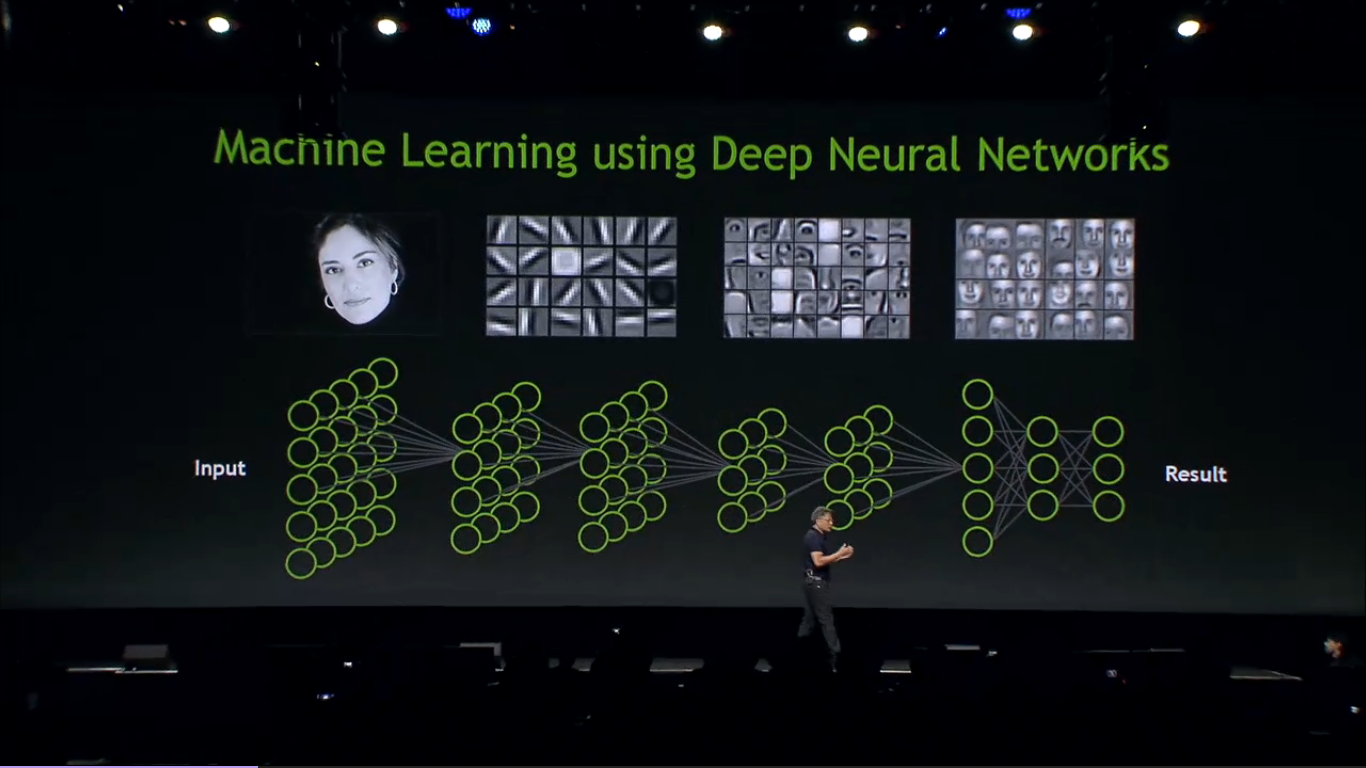 Machine Learning using Deep Neural Networks
Input
Result